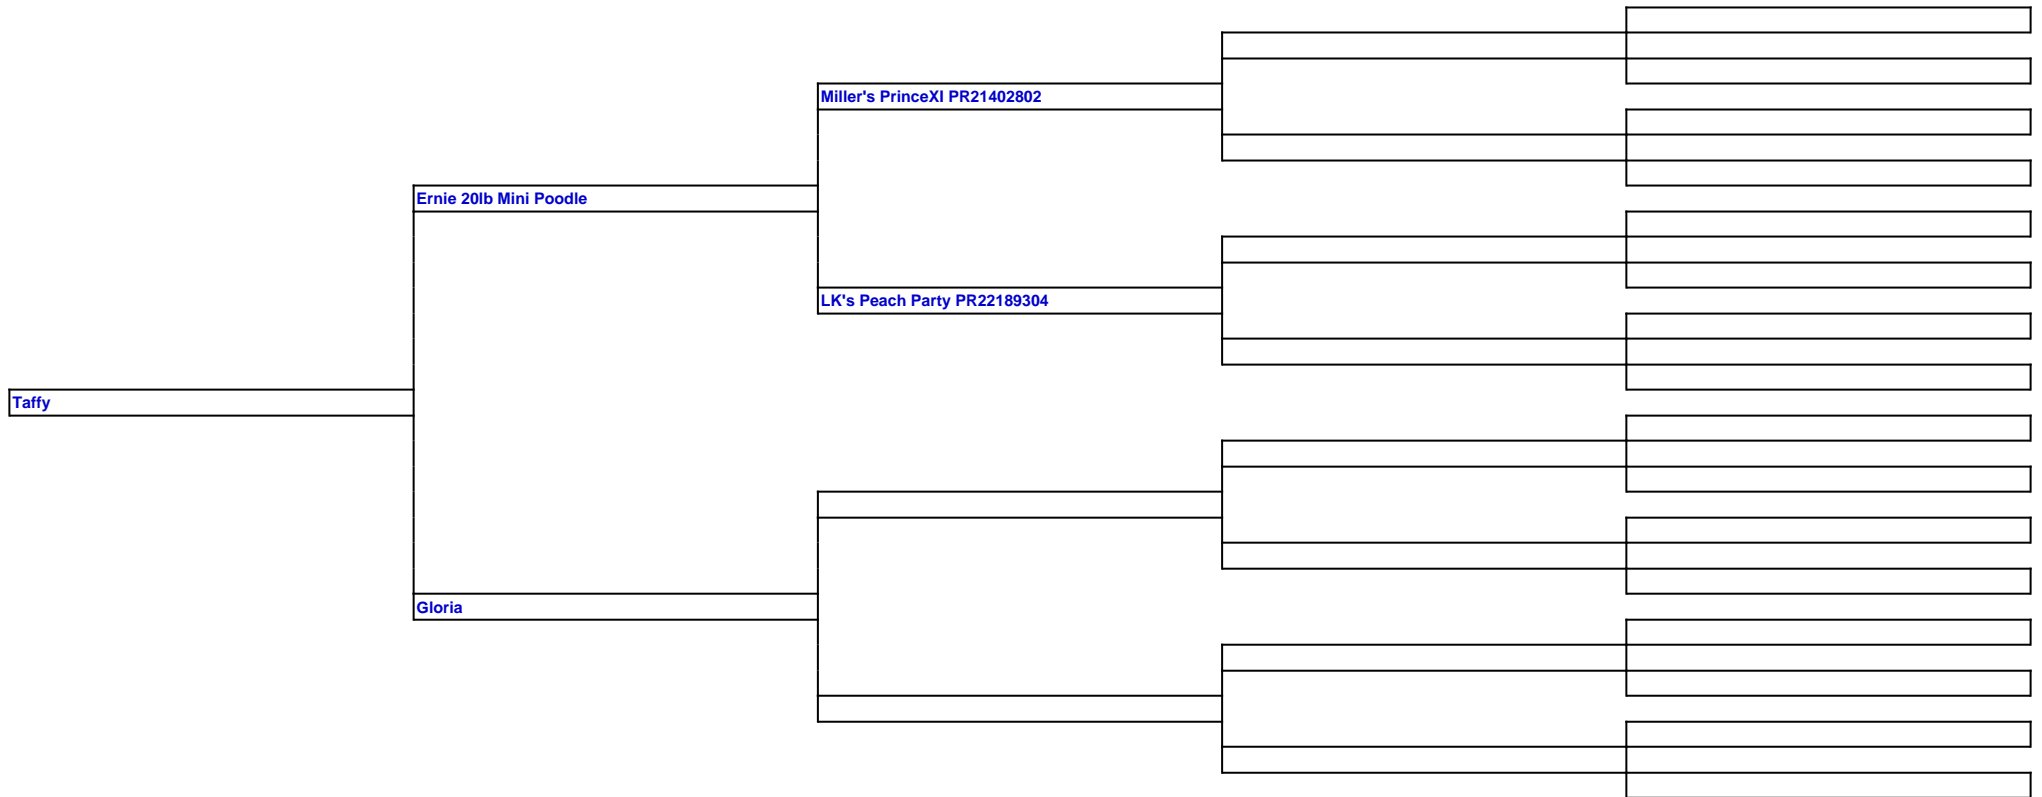 Miller's PrinceXI PR21402802
Ernie 20lb Mini Poodle
LK's Peach Party PR22189304
Taffy
Gloria